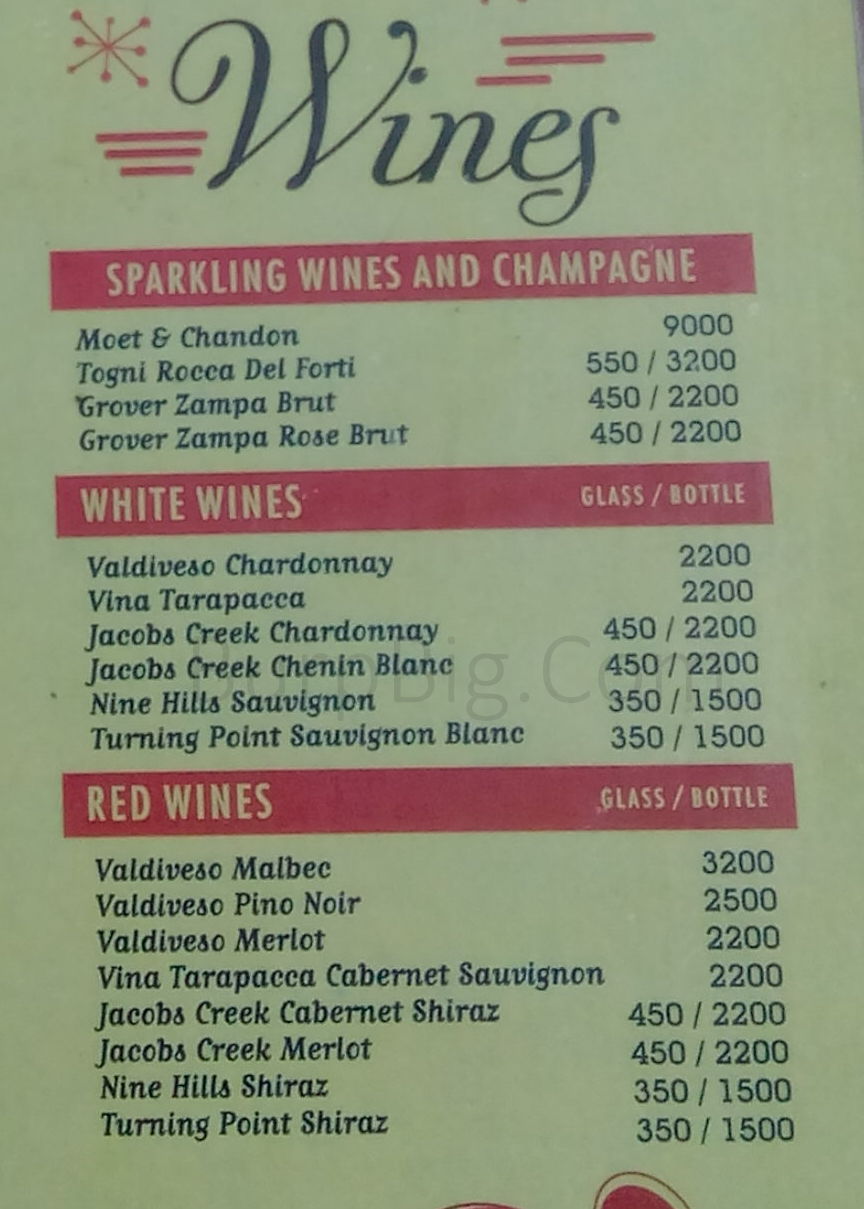 Wines
SPARKLING WINES AND CHAMPAGNE
Moet & Chandon 9000
Togni Rocca Del Forti 550 / 3200
Grover Zampa Brut 450 / 2200
Grover Zampa Rose Brut 450 / 2200
WHITE WINES GLASS / BOTTLE
Valdiveso Chardonnay 2200
Vina Tarapacca 2200
Jacobs Creek Chardonnay 450 / 2200
Jacobs Creek Chenin Blanc 450 / 2200
Nine Hills Sauvignon 350 / 1500
Turning Point Sauvignon Blanc 350 / 1500
RED WINES GLASS / BOTTLE
Valdiveso Malbec 3200
Valdiveso Pino Noir 2500
Valdiveso Merlot 2200
Vina Tarapacca Cabernet Sauvignon 2200
Jacobs Creek Cabernet Shiraz 450 / 2200
Jacobs Creek Merlot 450 / 2200
Nine Hills Shiraz 350 / 1500
Turning Point Shiraz 350 / 1500